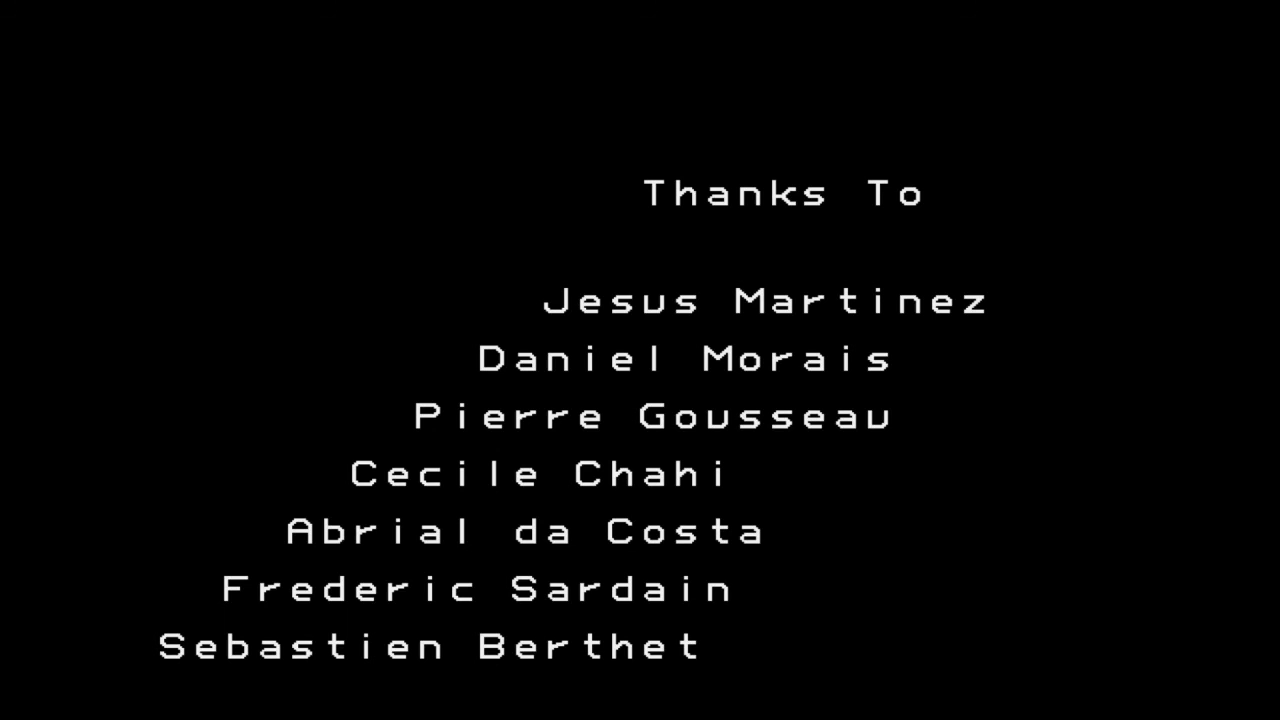 Thanks To
Jesus Martinez
Daniel Morais
Pierre Gousseau
Cecile Chahi
Abrial da Costa
Frederic Sardain
Sebastien Berthet